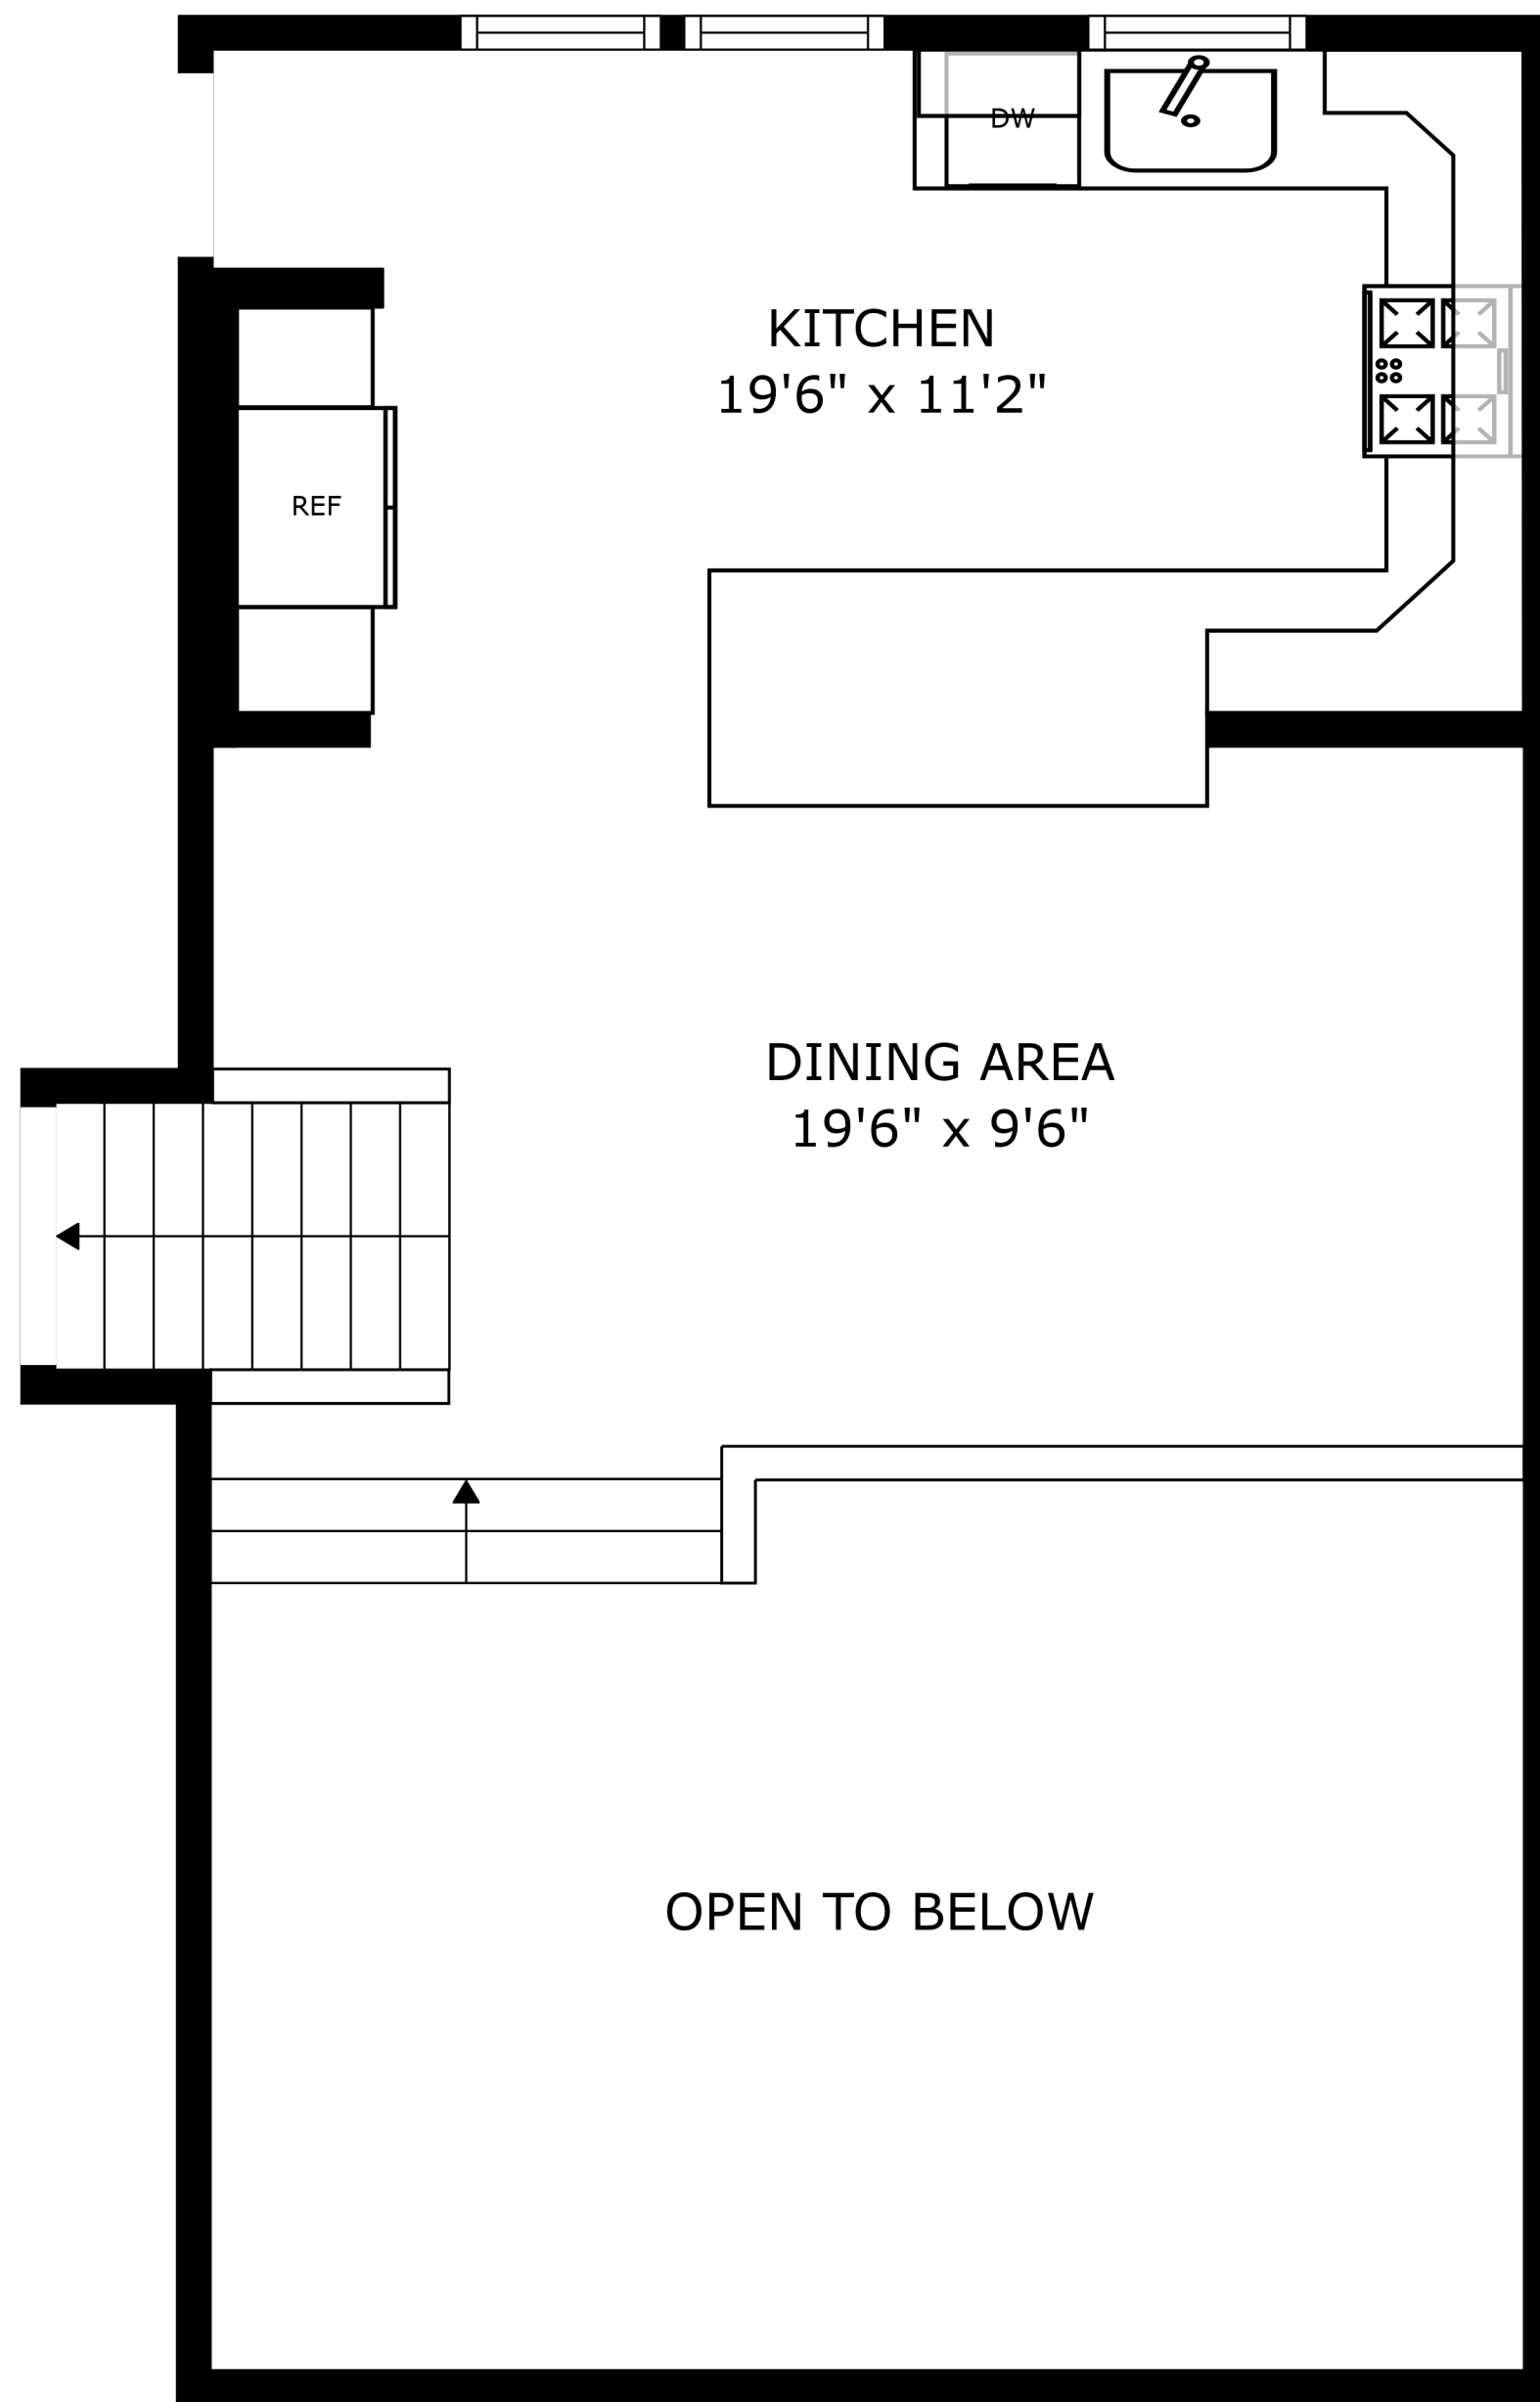 DW
KITCHEN
19'6" x 11'2"
REF
DINING AREA
19'6" x 9'6"
OPEN TO BELOW